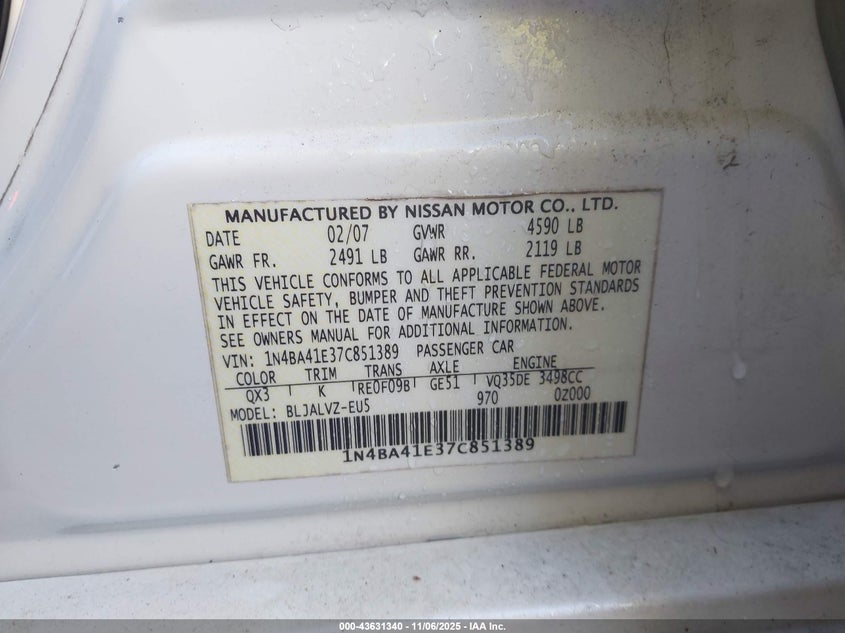 MANUFACTURED BY NISSAN MOTOR CO., LTD.
DATE 02/07 GVWR 4590 LB
GAWR FR. 2491 LB GAWR RR. 2119 LB
THIS VEHICLE CONFORMS TO ALL APPLICABLE FEDERAL MOTOR
VEHICLE SAFETY, BUMPER AND THEFT PREVENTION STANDARDS
IN EFFECT ON THE DATE OF MANUFACTURE SHOWN ABOVE.
SEE OWNERS MANUAL FOR ADDITIONAL INFORMATION.
VIN: 1N4BA41E37C851389 PASSENGER CAR
COLOR TRIM TRANS AXLE ENGINE
QX3 K RE0F09B GE51 VQ35DE 3498CC
MODEL: BLJALVZ-EU5 970 0Z000
1N4BA41E37C851389
000-43631340 - 11/06/2025 - IAA Inc.